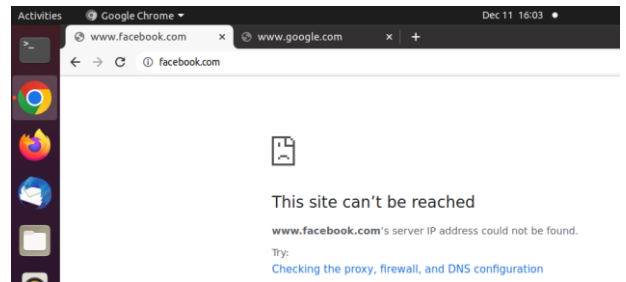 Activities Google Chrome Dec 11 16:03
www.facebook.com × www.google.com × +
facebook.com
This site can't be reached
www.facebook.com's server IP address could not be found.
Try:
Checking the proxy, firewall, and DNS configuration